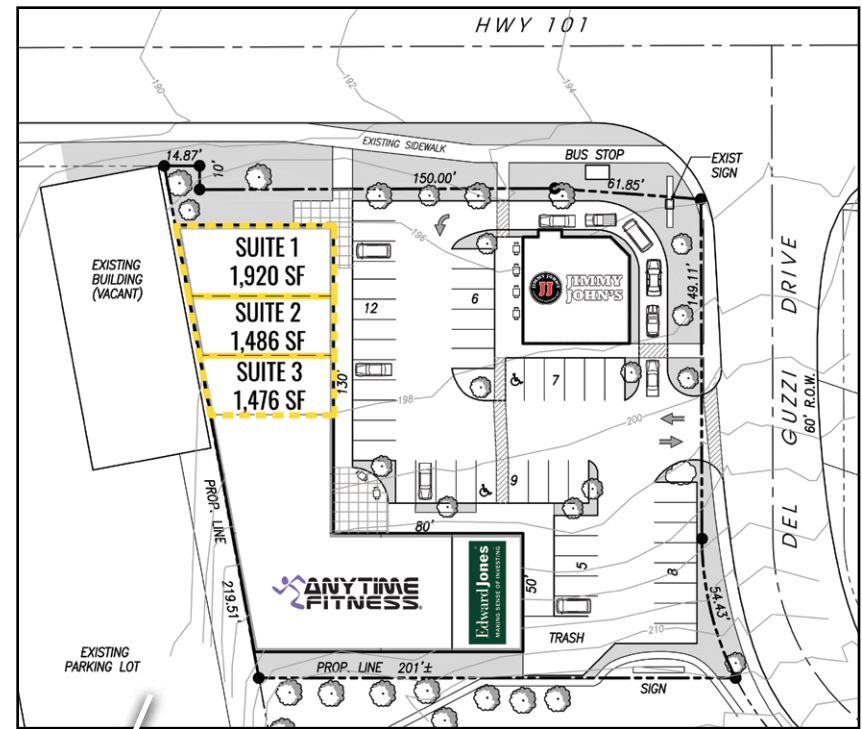 HWY 101
190
192
194
EXISTING SIDEWALK
BUS STOP
EXIST
SIGN
14.87'
10'
150.00'
61.85'
149.11'
196
EXISTING
BUILDING
(VACANT)
SUITE 1
1,920 SF
SUITE 2
1,486 SF
SUITE 3
1,476 SF
12
6
JJ
JIMMY JOHN'S
JIMMY
JOHN'S
7
130'
198
200
DEL GUZZI DRIVE
60' R.O.W.
9
PROP. LINE
219.51'
80'
ANYTIME
FITNESS
Edward Jones
MAKING SENSE OF INVESTING
50'
5
8
54.43'
TRASH
210
EXISTING
PARKING LOT
PROP. LINE 201'±
SIGN